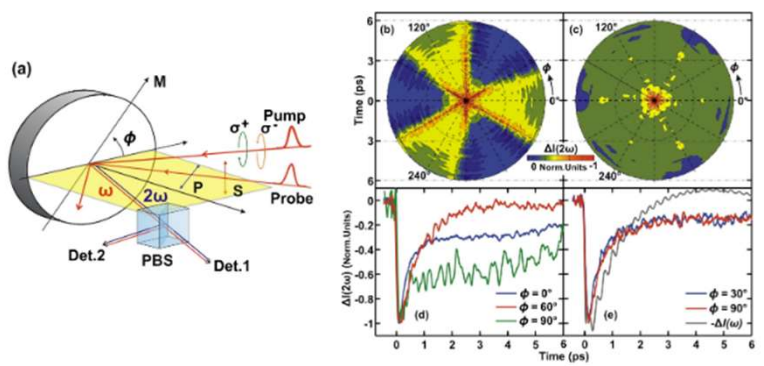 (a)
M
ϕ
σ+
σ-
Pump
ω
2ω
P
S
Probe
Det.2
PBS
Det.1
Time (ps)
6
3
0
3
6
(b)
120°
ϕ
0°
240°
ΔI(2ω)
0 Norm.Units -1
(c)
120°
ϕ
0°
240°
ΔI(2ω) (Norm.Units)
0
-0.2
-0.4
-0.6
-0.8
-1
ϕ = 0°
ϕ = 60°
ϕ = 90°
(d)
0 1 2 3 4 5 6
(e)
ϕ = 30°
ϕ = 90°
-ΔI(ω)
0 1 2 3 4 5 6
Time (ps)